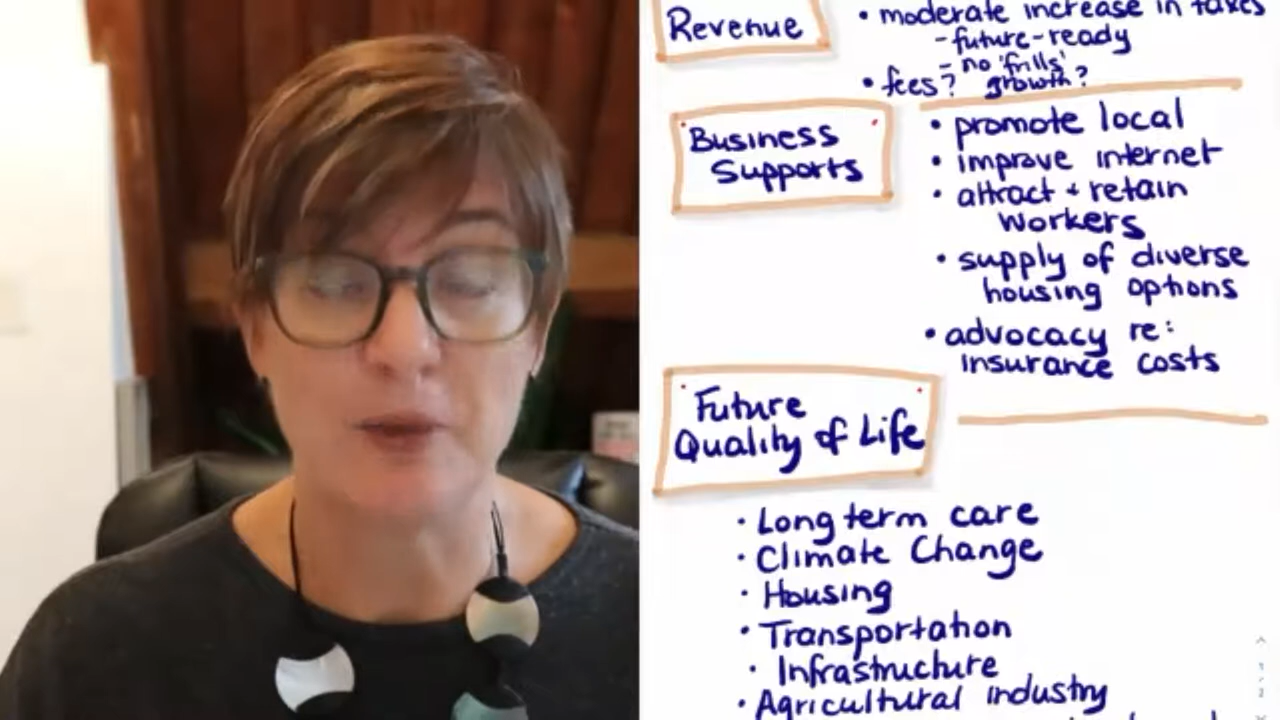 Revenue
• moderate increase in taxes
- future-ready
- no 'frills'
• fees? growth?
Business
Supports
• promote local
• improve internet
• attract + retain
workers
• supply of diverse
housing options
• advocacy re:
insurance costs
Future
Quality of Life
• Long term care
• Climate Change
• Housing
• Transportation
• Infrastructure
• Agricultural industry